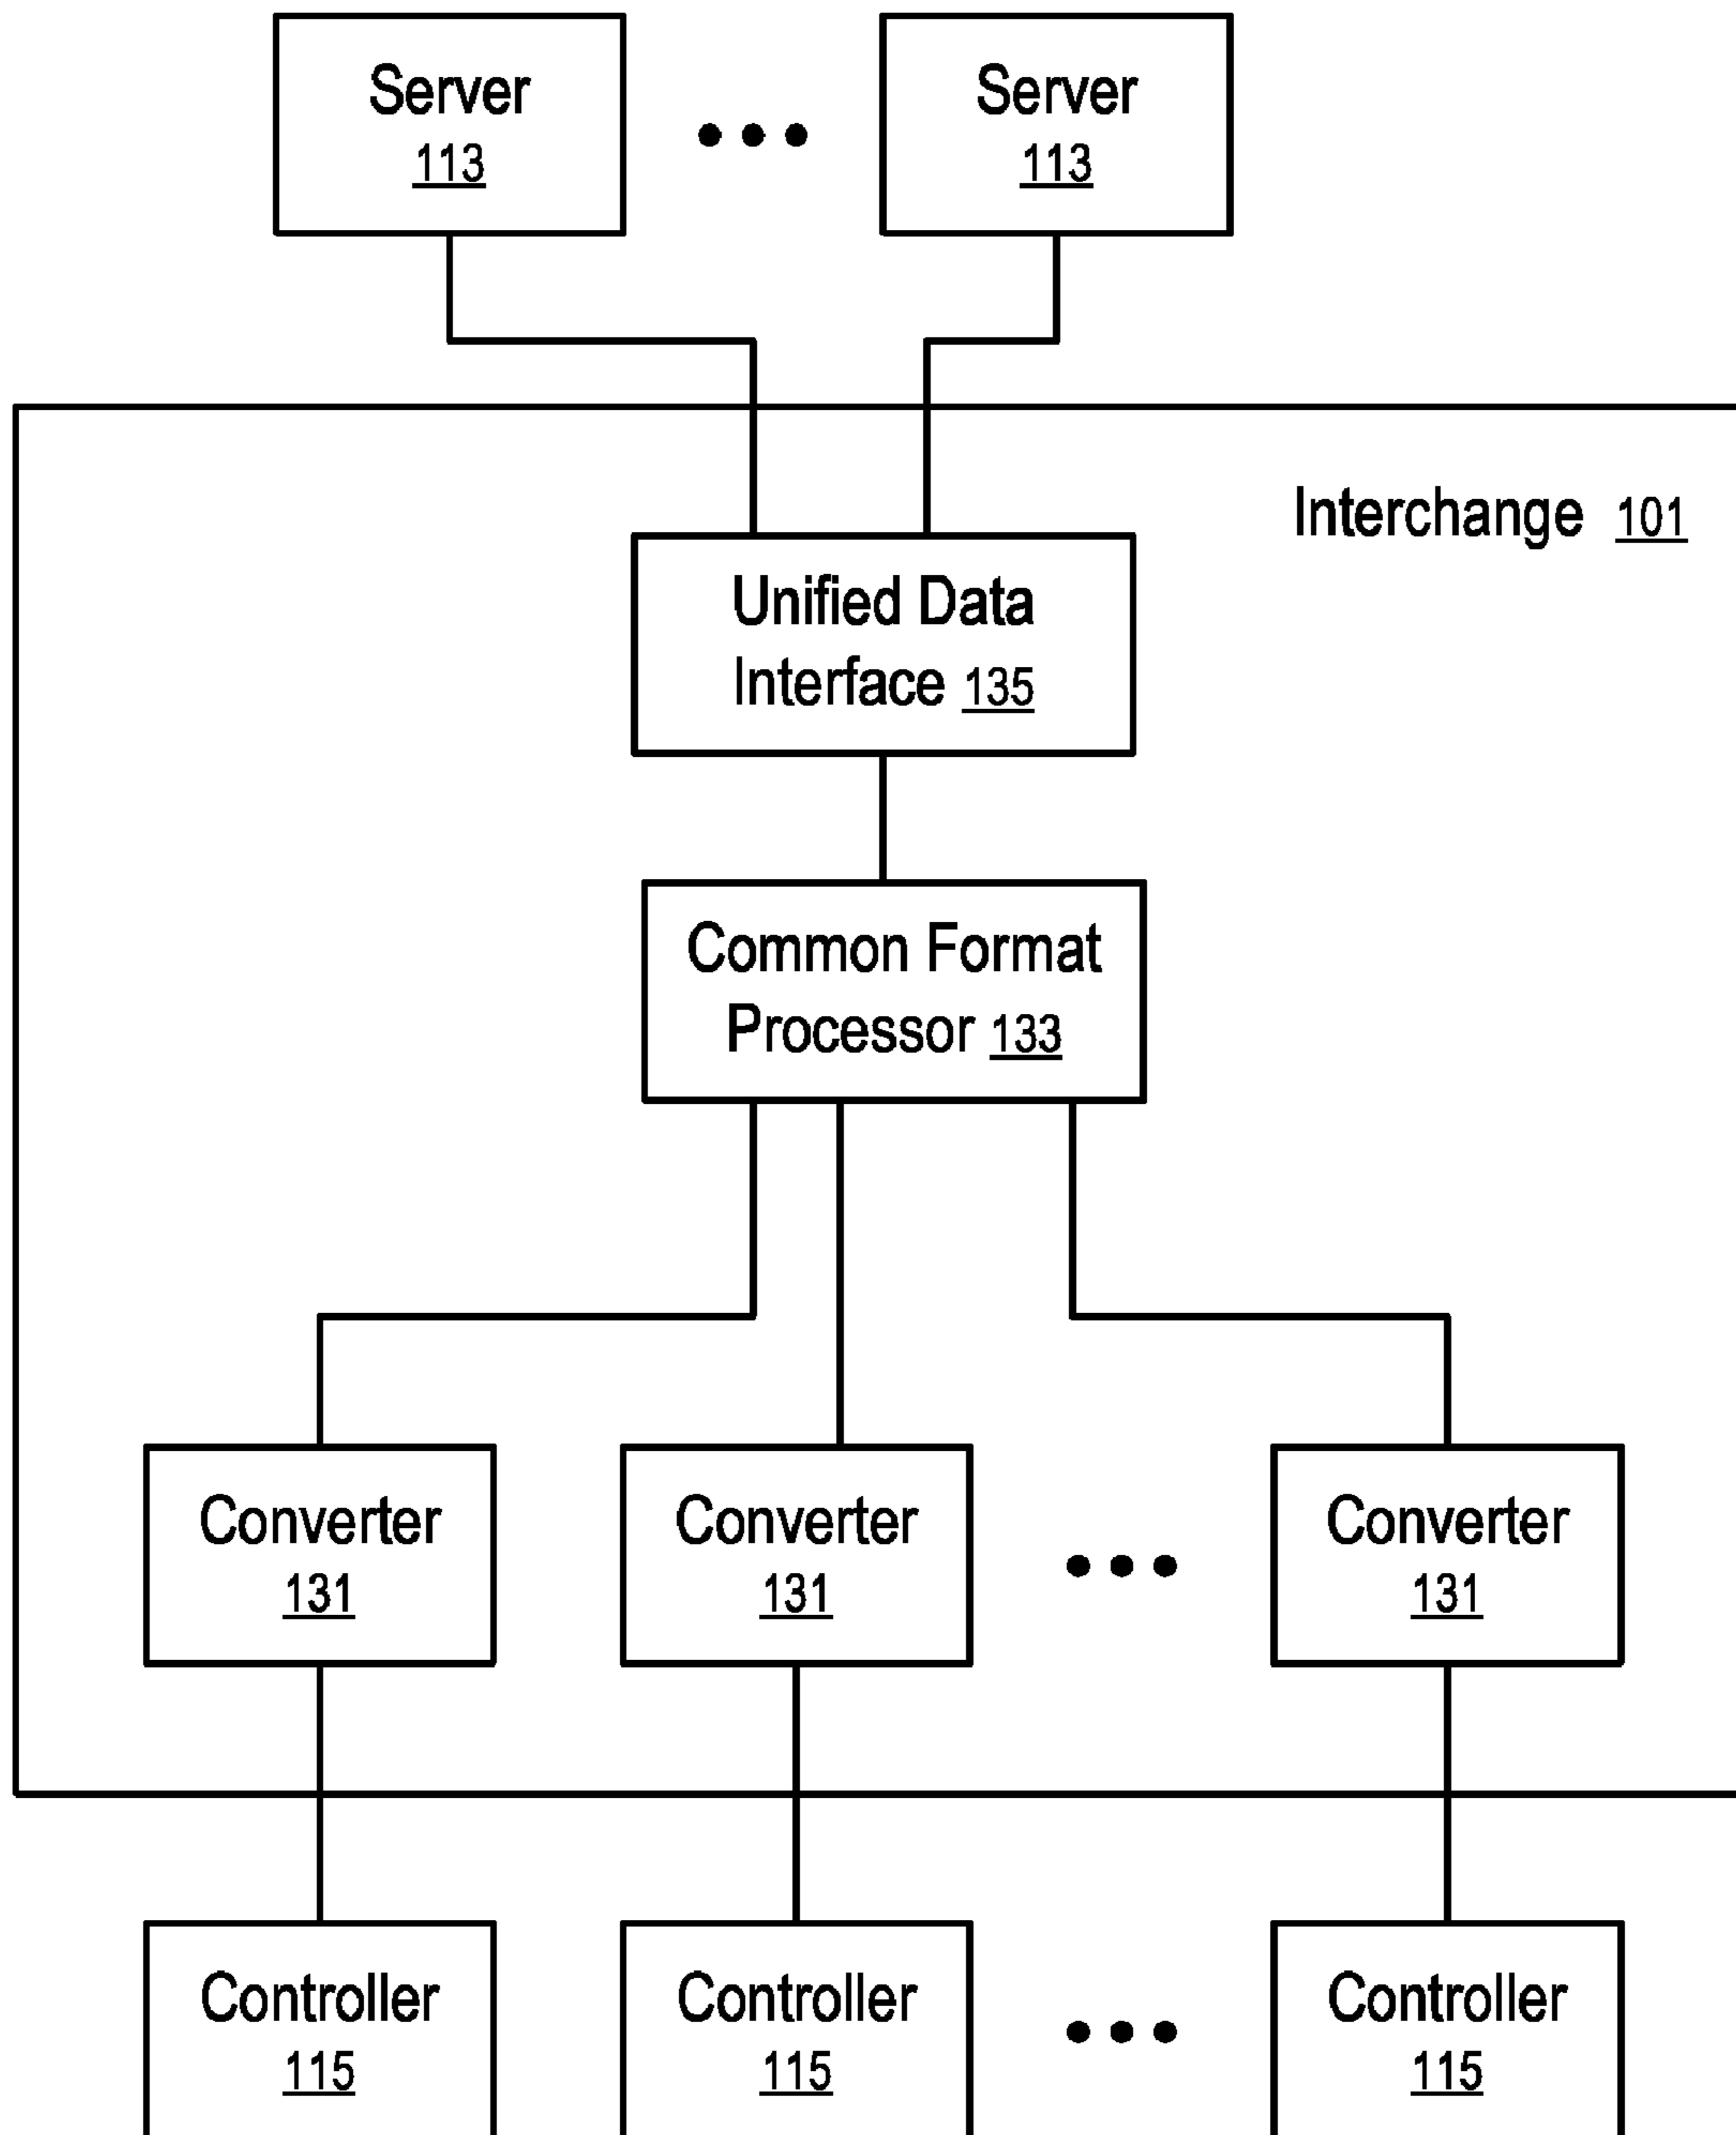 Server Server
113 113
Interchange 101
Unified Data
Interface 135
Common Format
Processor 133
Converter Converter Converter
131 131 131
Controller Controller Controller
115 115 115